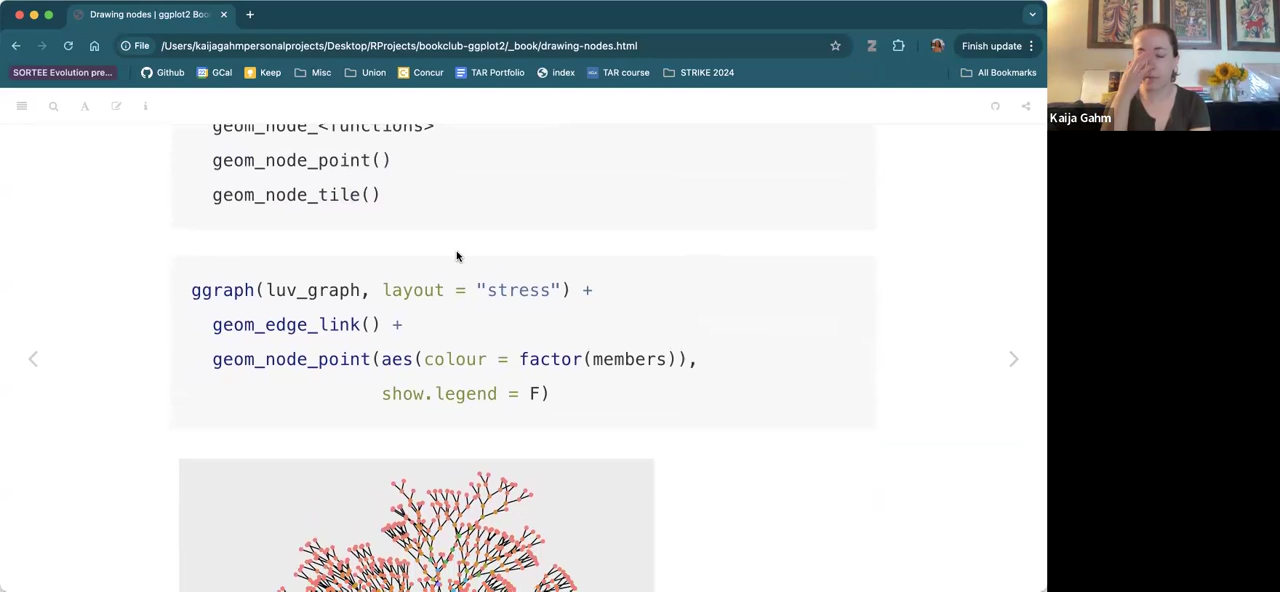 Drawing nodes | ggplot2 Boo
File
/Users/kaijagahmpersonalprojects/Desktop/RProjects/bookclub-ggplot2/_book/drawing-nodes.html
Finish update
SORTEE Evolution pre...
Github
GCal
Keep
Misc
Union
Concur
TAR Portfolio
index
TAR course
STRIKE 2024
All Bookmarks
Kaija Gahm
geom_node_<functions>
geom_node_point()
geom_node_tile()
ggraph(luv_graph, layout = "stress") +
geom_edge_link() +
geom_node_point(aes(colour = factor(members)),
show.legend = F)